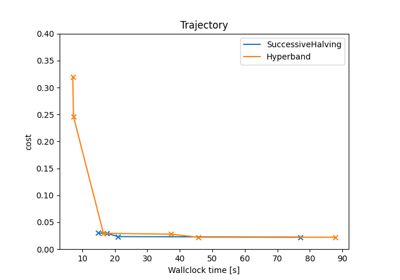 Trajectory
SuccessiveHalving
Hyperband
cost
0.40
0.35
0.30
0.25
0.20
0.15
0.10
0.05
0.00
10 20 30 40 50 60 70 80 90
Wallclock time [s]